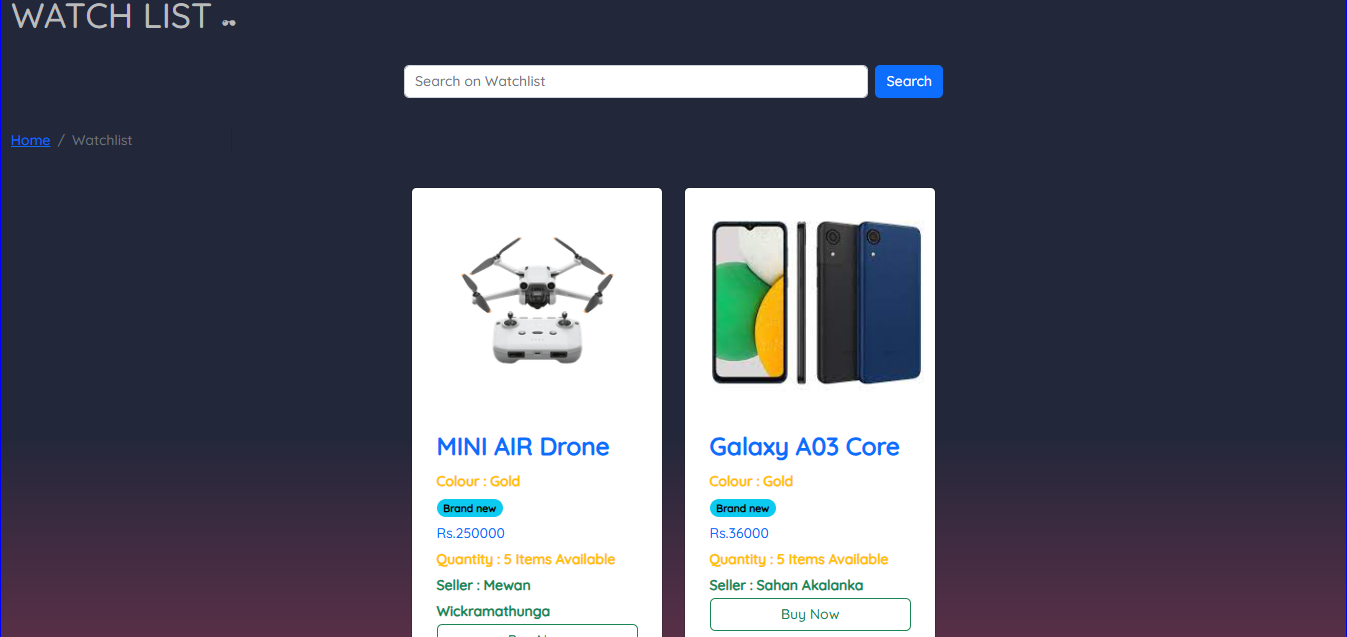 WATCH LIST
Search on Watchlist
Search
Home / Watchlist
MINI AIR Drone
Colour : Gold
Brand new
Rs.250000
Quantity : 5 Items Available
Seller : Mewan
Wickramathunga
Galaxy A03 Core
Colour : Gold
Brand new
Rs.36000
Quantity : 5 Items Available
Seller : Sahan Akalanka
Buy Now